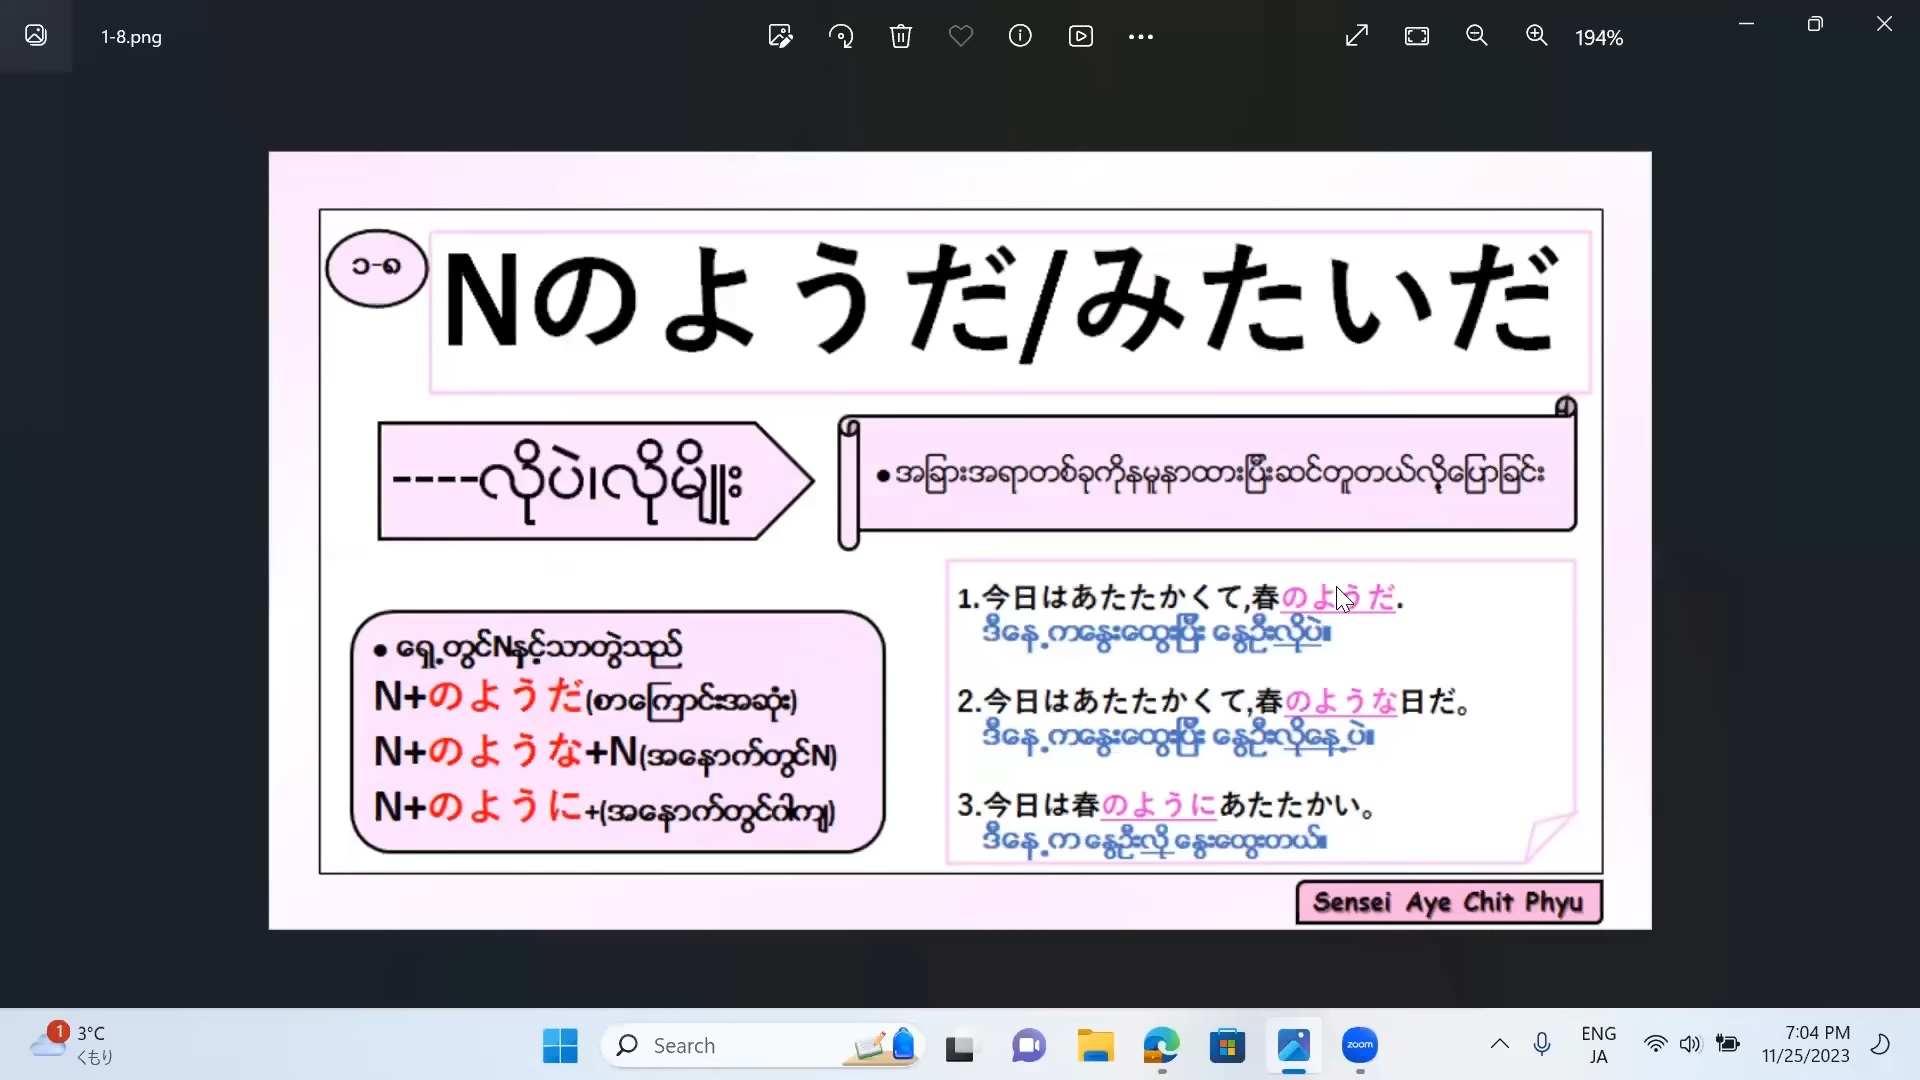 1-8.png
194%
၁-၈
Nのようだ/みたいだ
----လိုပဲ၊လိုမျိုး
●အခြားအရာတစ်ခုကိုနမူနာထားပြီးဆင်တူတယ်လို့ပြောခြင်း
● ရှေ့တွင်Nနှင့်သာတွဲသည်
N+のようだ(စာကြောင်းအဆုံး)
N+のような+N(အနောက်တွင်N)
N+のように+(အနောက်တွင်ပါကျ)
1.今日はあたたかくて,春のようだ.
ဒီနေ့ကနွေးထွေးပြီး နွေဦးလိုပဲ။
2.今日はあたたかくて,春のような日だ。
ဒီနေ့ကနွေးထွေးပြီး နွေဦးလိုနေ့ပဲ။
3.今日は春のようにあたたかい。
ဒီနေ့က နွေဦးလို နွေးထွေးတယ်။
Sensei Aye Chit Phyu
1
3°C
くもり
Search
zoom
ENG
JA
7:04 PM
11/25/2023